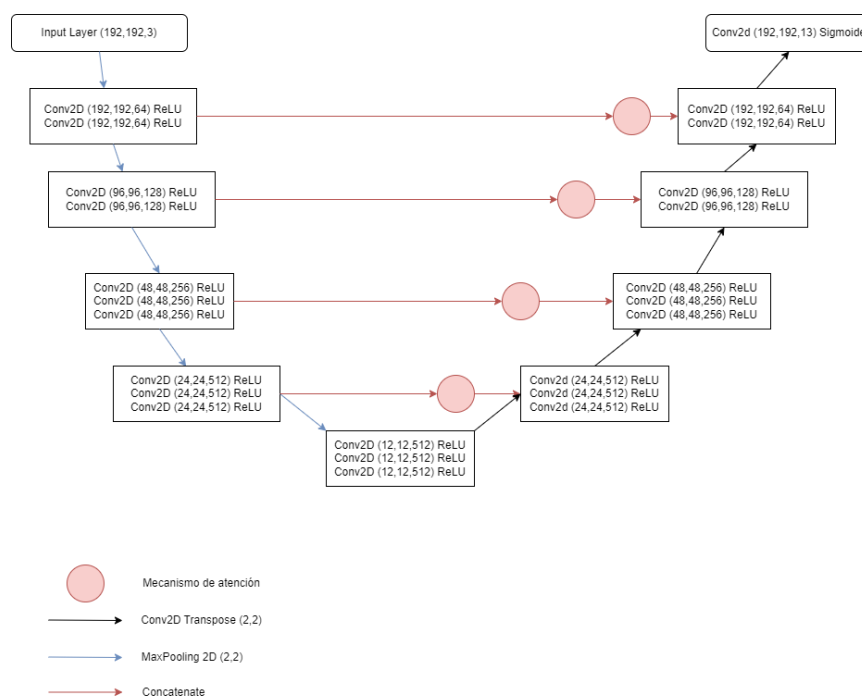 Input Layer (192,192,3)
Conv2d (192,192,13) Sigmoide
Conv2D (192,192,64) ReLU
Conv2D (192,192,64) ReLU
Conv2D (192,192,64) ReLU
Conv2D (192,192,64) ReLU
Conv2D (96,96,128) ReLU
Conv2D (96,96,128) ReLU
Conv2D (96,96,128) ReLU
Conv2D (96,96,128) ReLU
Conv2D (48,48,256) ReLU
Conv2D (48,48,256) ReLU
Conv2D (48,48,256) ReLU
Conv2D (48,48,256) ReLU
Conv2D (48,48,256) ReLU
Conv2D (48,48,256) ReLU
Conv2D (24,24,512) ReLU
Conv2D (24,24,512) ReLU
Conv2D (24,24,512) ReLU
Conv2d (24,24,512) ReLU
Conv2d (24,24,512) ReLU
Conv2d (24,24,512) ReLU
Conv2D (12,12,512) ReLU
Conv2D (12,12,512) ReLU
Conv2D (12,12,512) ReLU
Mecanismo de atención
Conv2D Transpose (2,2)
MaxPooling 2D (2,2)
Concatenate